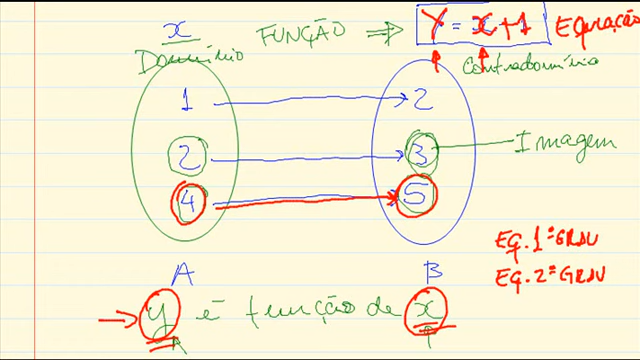 x FUNÇÃO ⇒ Y = x + 1 Equação
Domínio Contradomínio
1 2
2 3 Imagem
4 5
Eq. 1º GRAU
Eq. 2º GRAU
A B
y é função de x